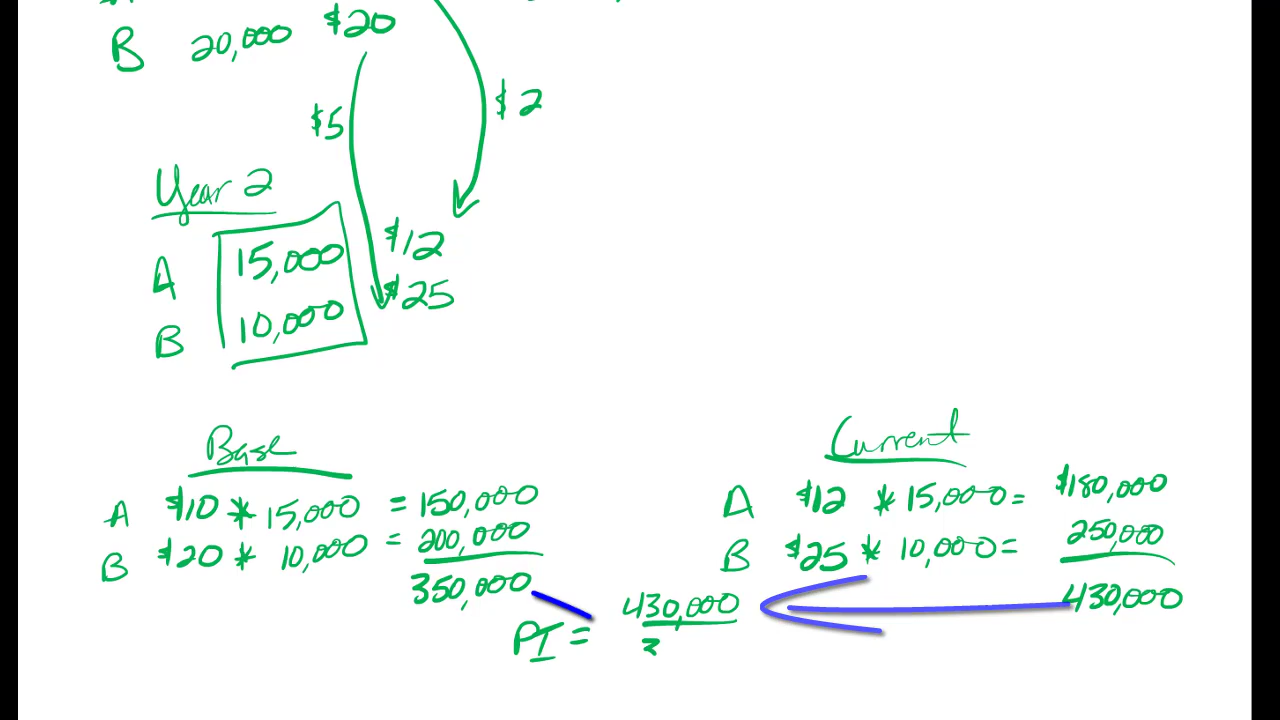 B 20,000 $20
$5 $2
Year 2
A 15,000 $12
B 10,000 $25
Base
A $10 * 15,000 = 150,000
B $20 * 10,000 = 200,000
350,000
Current
A $12 * 15,000 = $180,000
B $25 * 10,000 = 250,000
430,000
PI = 430,000
3